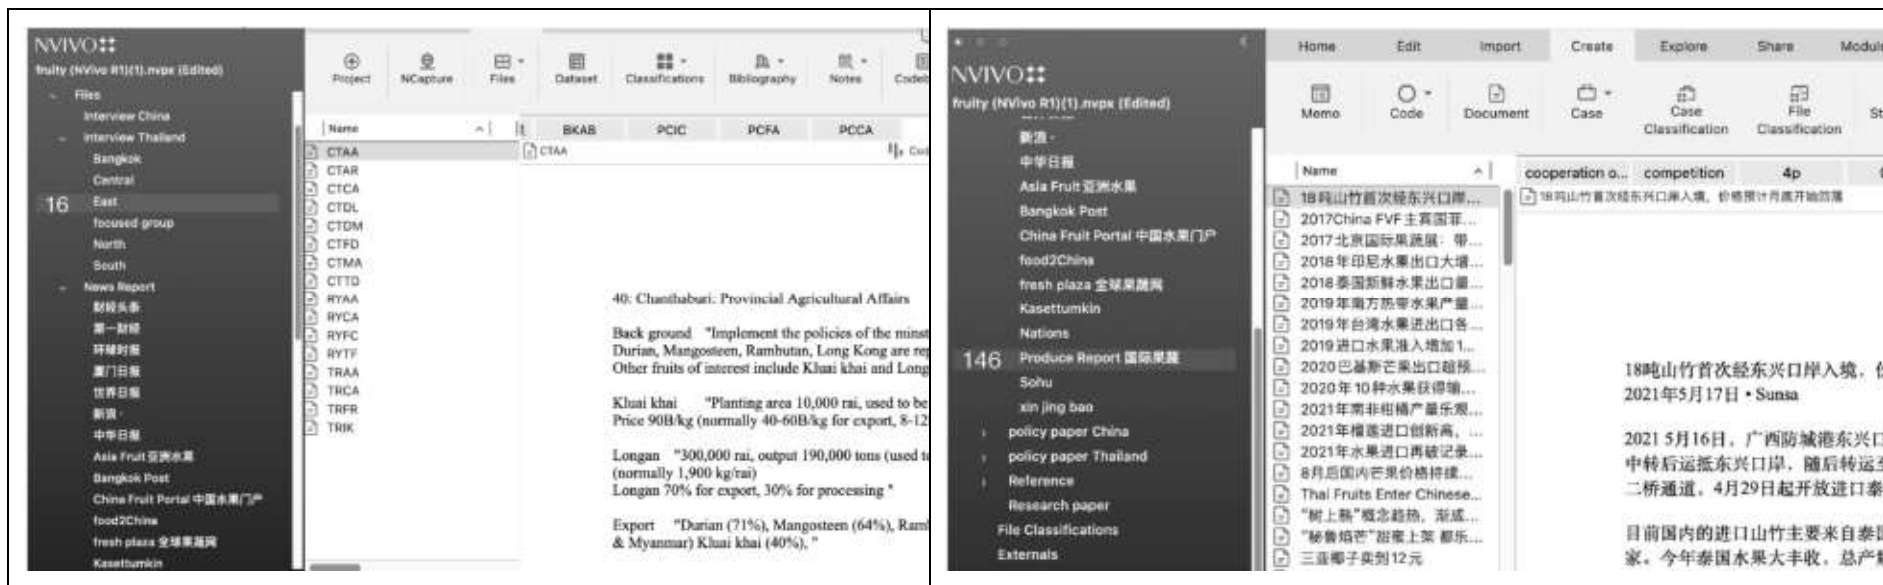 NVIVO
fruity (NVivo R1)(1).nvpx (Edited)
Files
Interview China
Interview Thailand
Bangkok
Central
16 East
focused group
North
South
News Report
财经头条
第一财经
环球时报
厦门日报
世界日报
新浪
中华日报
Asia Fruit 亚洲水果
Bangkok Post
China Fruit Portal 中国水果门户
food2China
fresh plaza 全球果蔬网
Kasettumkin
Project
NCapture
Files
Dataset
Classifications
Bibliography
Notes
Codeb
Name
CTAA
CTAR
CTCA
CTDL
CTDM
CTFD
CTMA
CTTD
RYAA
RYCA
RYFC
RYTF
TRAA
TRCA
TRFR
TRIK
BKAB PCIC PCFA PCCA
CTAA
40: Chanthaburi: Provincial Agricultural Affairs
Back ground "Implement the policies of the minst
Durian, Mangosteen, Rambutan, Long Kong are rep
Other fruits of interest include Kluai khai and Long
Kluai khai "Planting area 10,000 rai, used to be
Price 90B/kg (normally 40-60B/kg for export, 8-12
Longan "300,000 rai, output 190,000 tons (used t
(normally 1,900 kg/rai)
Longan 70% for export, 30% for processing "
Export "Durian (71%), Mangosteen (64%), Ram
& Myanmar) Kluai khai (40%), "
NVIVO
fruity (NVivo R1)(1).nvpx (Edited)
新浪
中华日报
Asia Fruit 亚洲水果
Bangkok Post
China Fruit Portal 中国水果门户
food2China
fresh plaza 全球果蔬网
Kasettumkin
Nations
146 Produce Report 国际果蔬
Sohu
xin jing bao
policy paper China
policy paper Thailand
Reference
Research paper
File Classifications
Externals
Home Edit Import Create Explore Share Module
Memo
Code
Document
Case
Case Classification
File Classification
St
Name
18吨山竹首次经东兴口岸...
2017China FVF 主宾国菲...
2017北京国际果蔬展：带...
2018年印尼水果出口大增...
2018泰国新鲜水果出口量...
2019年南方热带水果产量...
2019年台湾水果进出口各...
2019进口水果准入增加1...
2020巴基斯芒果出口超预...
2020年10种水果获得输...
2021年南非柑橘产量乐观...
2021年榴莲进口创新高，...
2021年水果进口再破记录...
8月后国内芒果价格持续...
Thai Fruits Enter Chinese...
"树上熟"概念趋热，渐成...
"秘鲁焰芒"甜蜜上架 都乐...
三亚椰子卖到12元
cooperation o... competition 4p
18吨山竹首次经东兴口岸入境，价格预计月底开始回落
18吨山竹首次经东兴口岸入境，
2021年5月17日 • Sunsa
2021 5月16日，广西防城港东兴口
中转后运抵东兴口岸，随后转运至
二桥通道，4月29日起开放进口泰
目前国内的进口山竹主要来自泰国
家。今年泰国水果大丰收，总产量